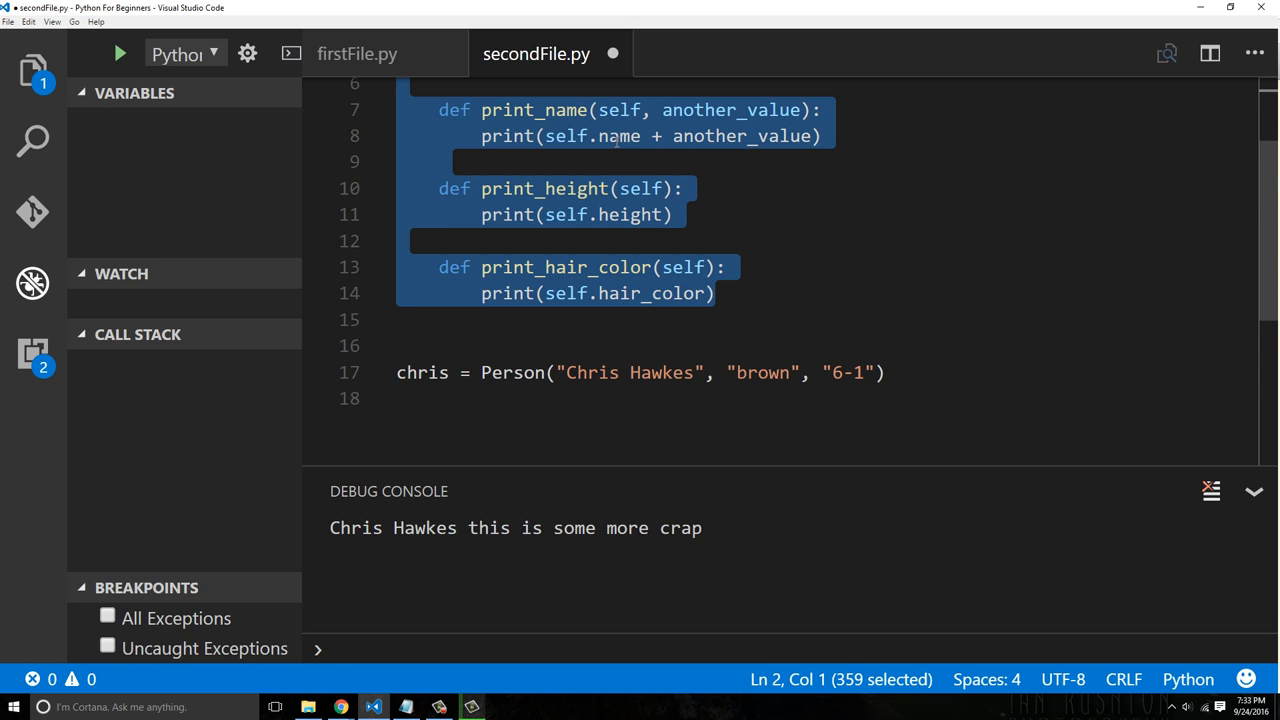 ● secondFile.py - Python For Beginners - Visual Studio Code
File Edit View Go Help
Python
firstFile.py
secondFile.py
1
VARIABLES
WATCH
CALL STACK
2
BREAKPOINTS
All Exceptions
Uncaught Exceptions
6
7 def print_name(self, another_value):
8 print(self.name + another_value)
9
10 def print_height(self):
11 print(self.height)
12
13 def print_hair_color(self):
14 print(self.hair_color)
15
16
17 chris = Person("Chris Hawkes", "brown", "6-1")
18
DEBUG CONSOLE
Chris Hawkes this is some more crap
›
0 0
Ln 2, Col 1 (359 selected) Spaces: 4 UTF-8 CRLF Python
I'm Cortana. Ask me anything.
7:33 PM
9/24/2016